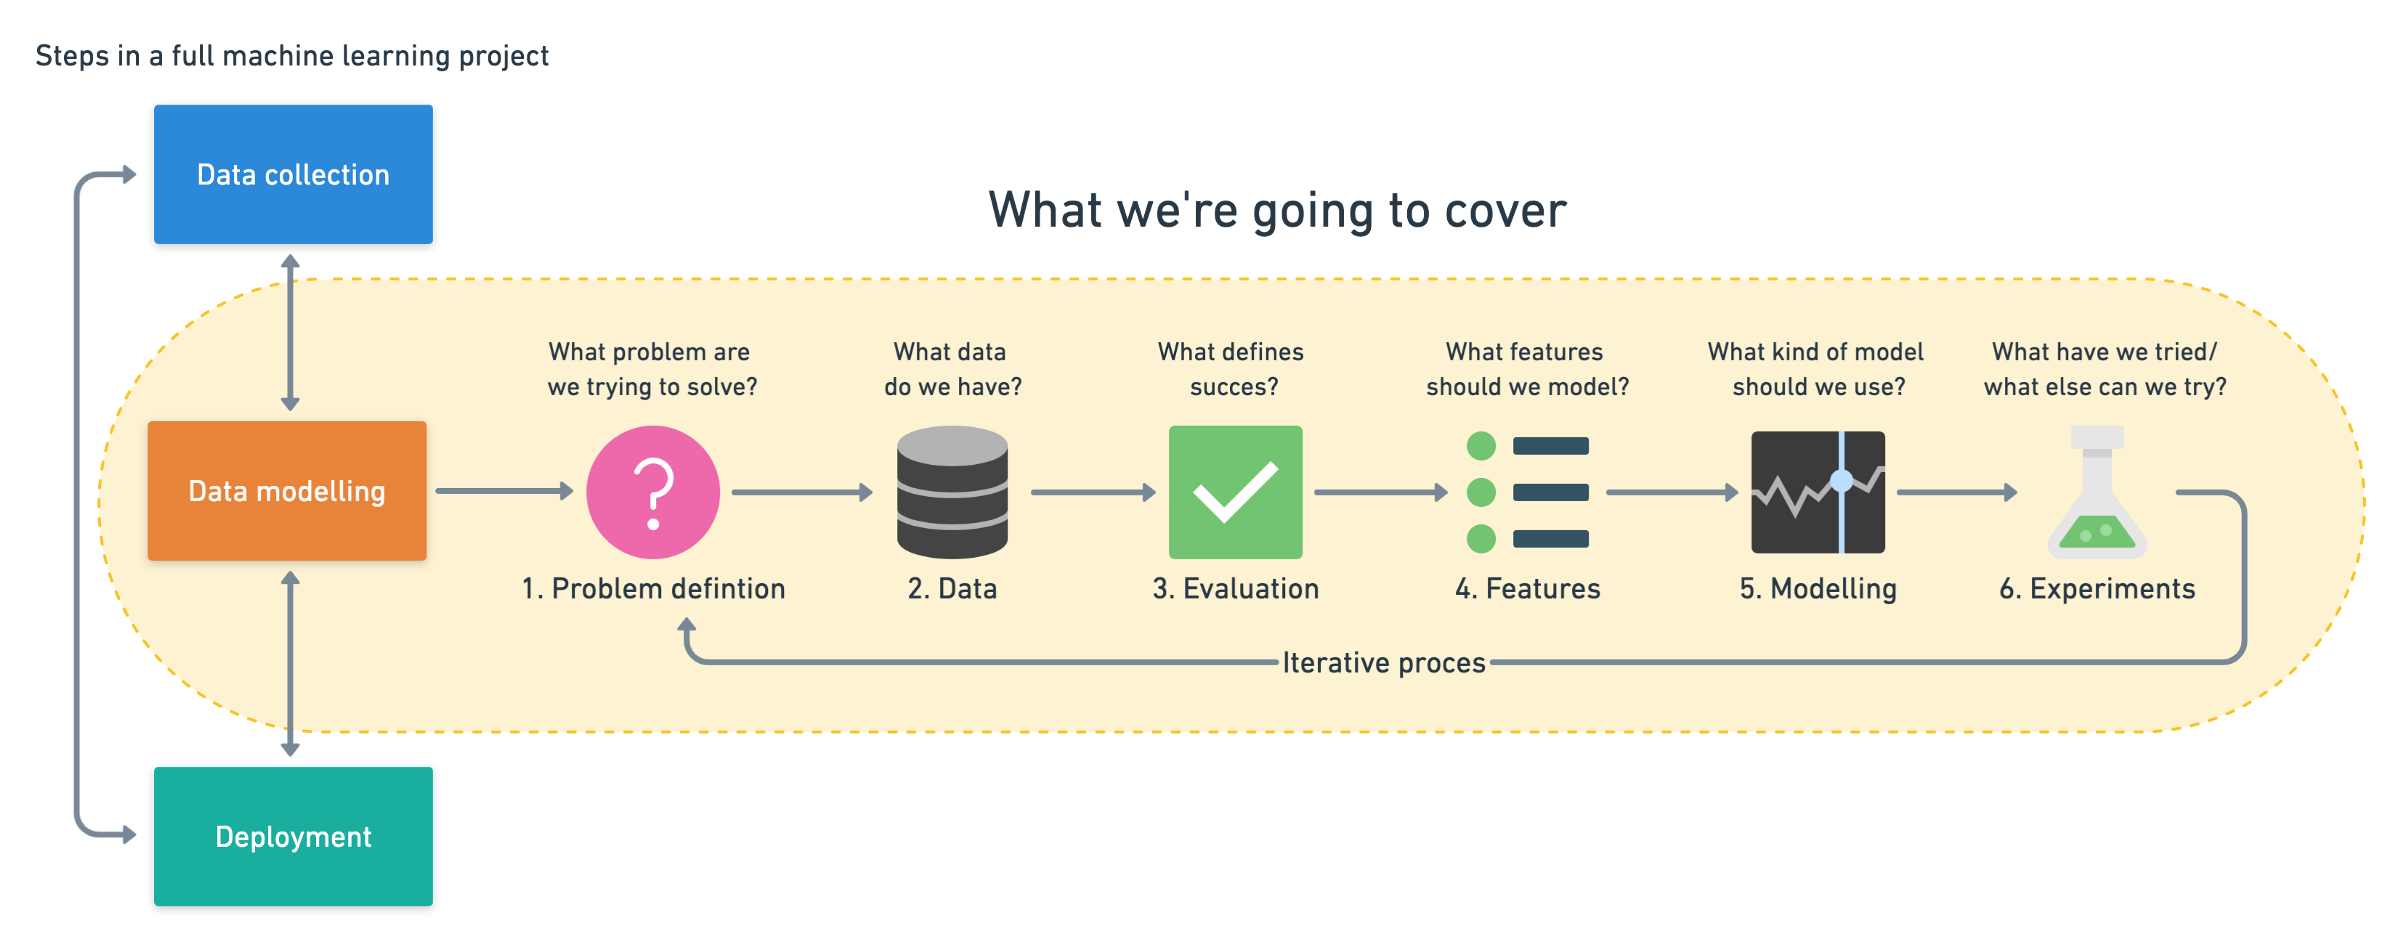 Steps in a full machine learning project
Data collection
What we're going to cover
What problem are
we trying to solve?
What data
do we have?
What defines
succes?
What features
should we model?
What kind of model
should we use?
What have we tried/
what else can we try?
Data modelling
1. Problem defintion
2. Data
3. Evaluation
4. Features
5. Modelling
6. Experiments
Iterative proces
Deployment